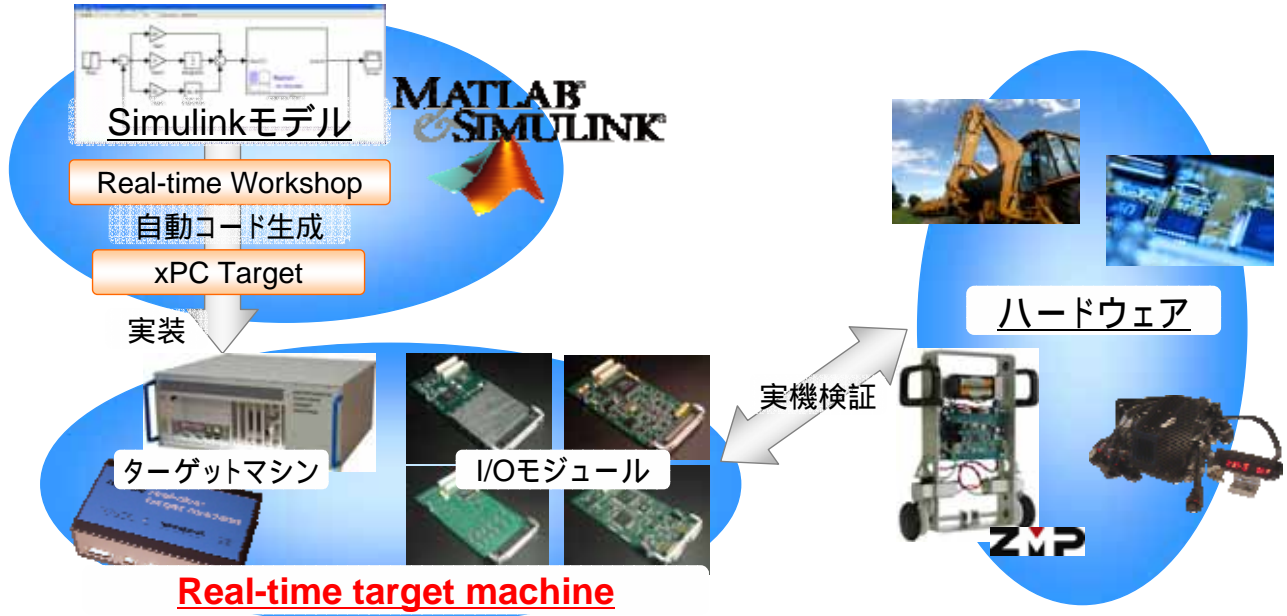 Simulinkモデル
MATLAB®
&SIMULINK®
Real-time Workshop
自動コード生成
xPC Target
実装
ターゲットマシン
I/Oモジュール
Real-time target machine
実機検証
ハードウェア
ZMP